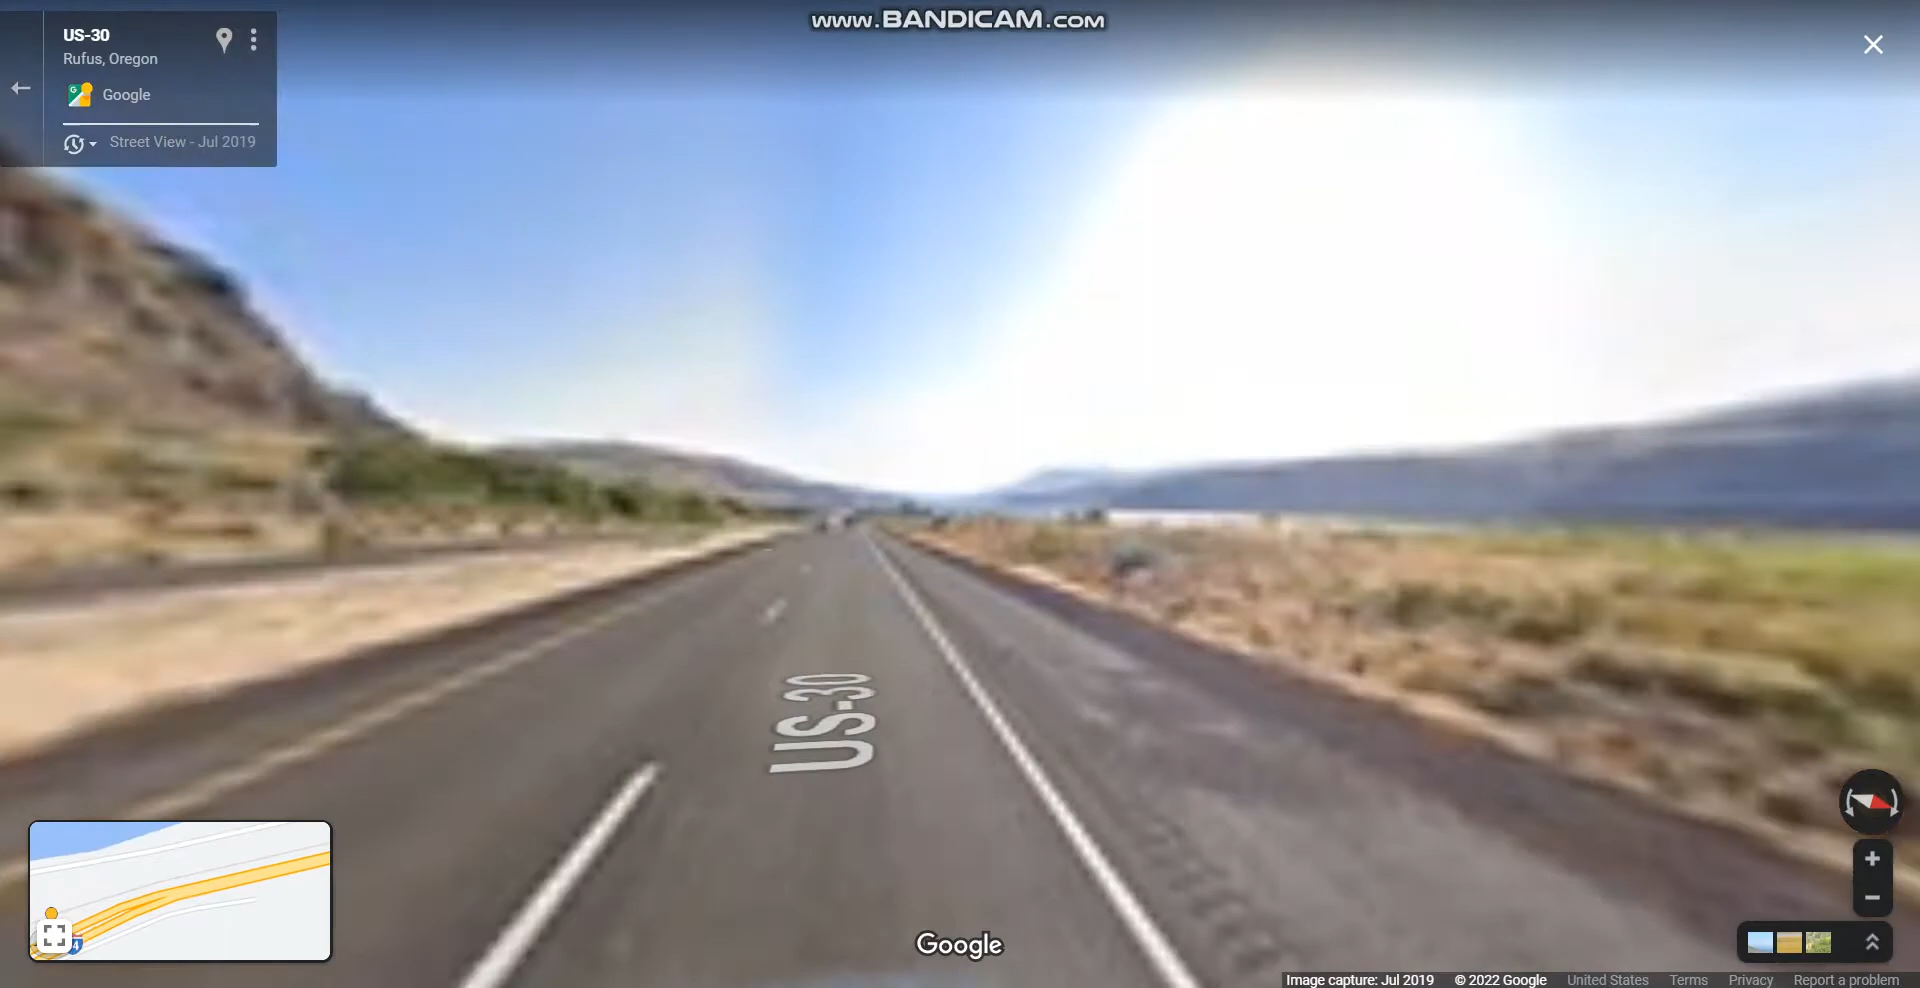 www.BANDICAM.com
US-30
Rufus, Oregon
Google
Street View - Jul 2019
US-30
Google
Image capture: Jul 2019 © 2022 Google United States Terms Privacy Report a problem